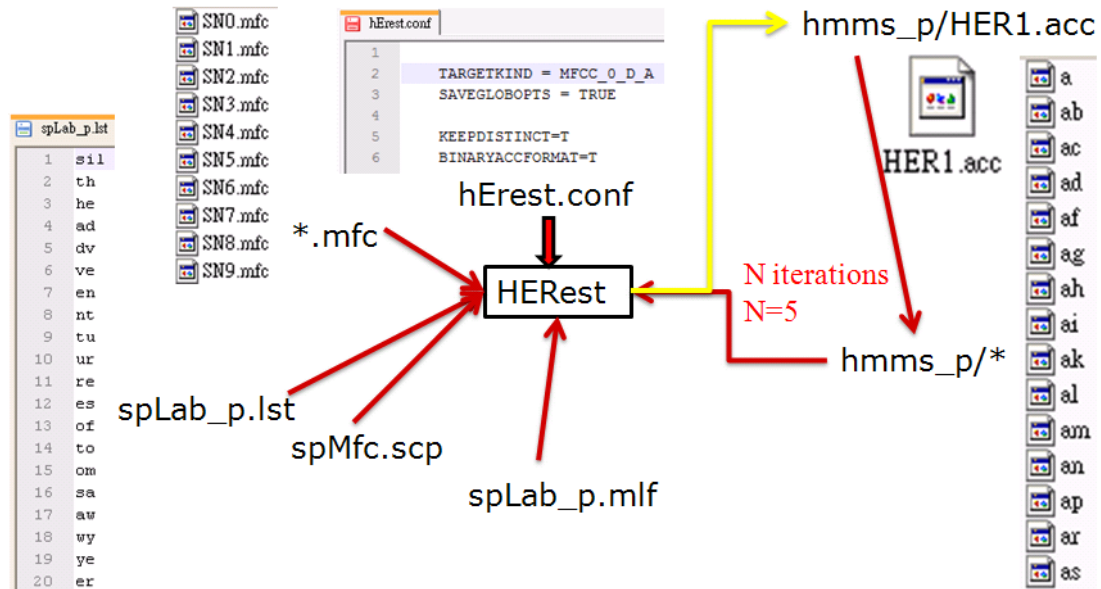 SN0.mfc
SN1.mfc
SN2.mfc
SN3.mfc
SN4.mfc
SN5.mfc
SN6.mfc
SN7.mfc
SN8.mfc
SN9.mfc
hErest.conf
1
2 TARGETKIND = MFCC_0_D_A
3 SAVEGLOBOPTS = TRUE
4
5 KEEPDISTINCT=T
6 BINARYACCFORMAT=T
hErest.conf
hmms_p/HER1.acc
HER1.acc
spLab_p.lst
1 sil
2 th
3 he
4 ad
5 dv
6 ve
7 en
8 nt
9 tu
10 ur
11 re
12 es
13 of
14 to
15 om
16 sa
17 aw
18 wy
19 ye
20 er
*.mfc
HERest
N iterations
N=5
hmms_p/*
spLab_p.lst
spMfc.scp
spLab_p.mlf
a
ab
ac
ad
af
ag
ah
ai
ak
al
am
an
ap
ar
as